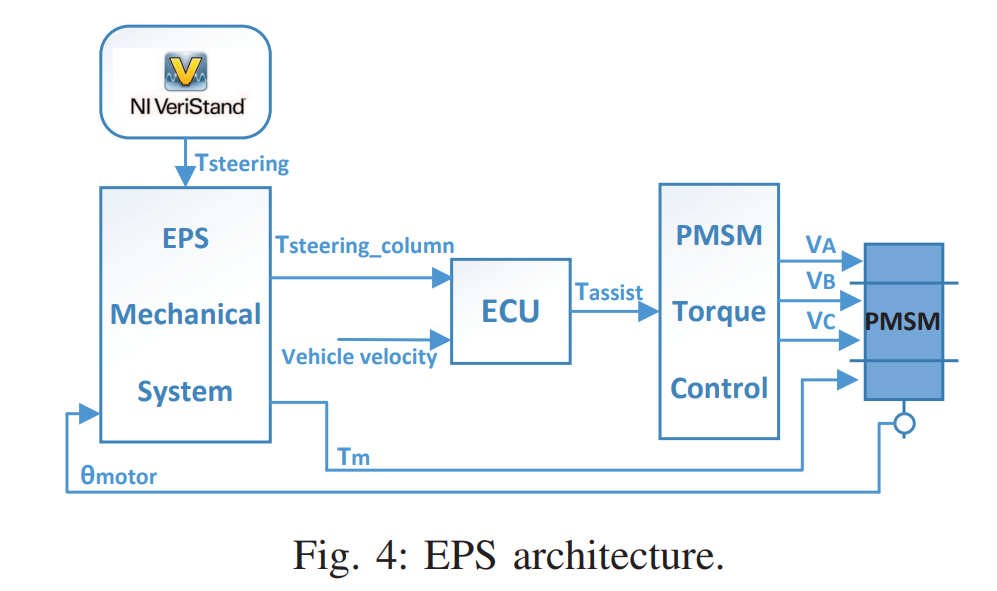 V
NI VeriStand
Tsteering
EPS
Mechanical
System
Tsteering_column
Vehicle velocity
ECU
Tassist
PMSM
Torque
Control
VA
VB
VC
PMSM
Tm
θmotor
Fig. 4: EPS architecture.